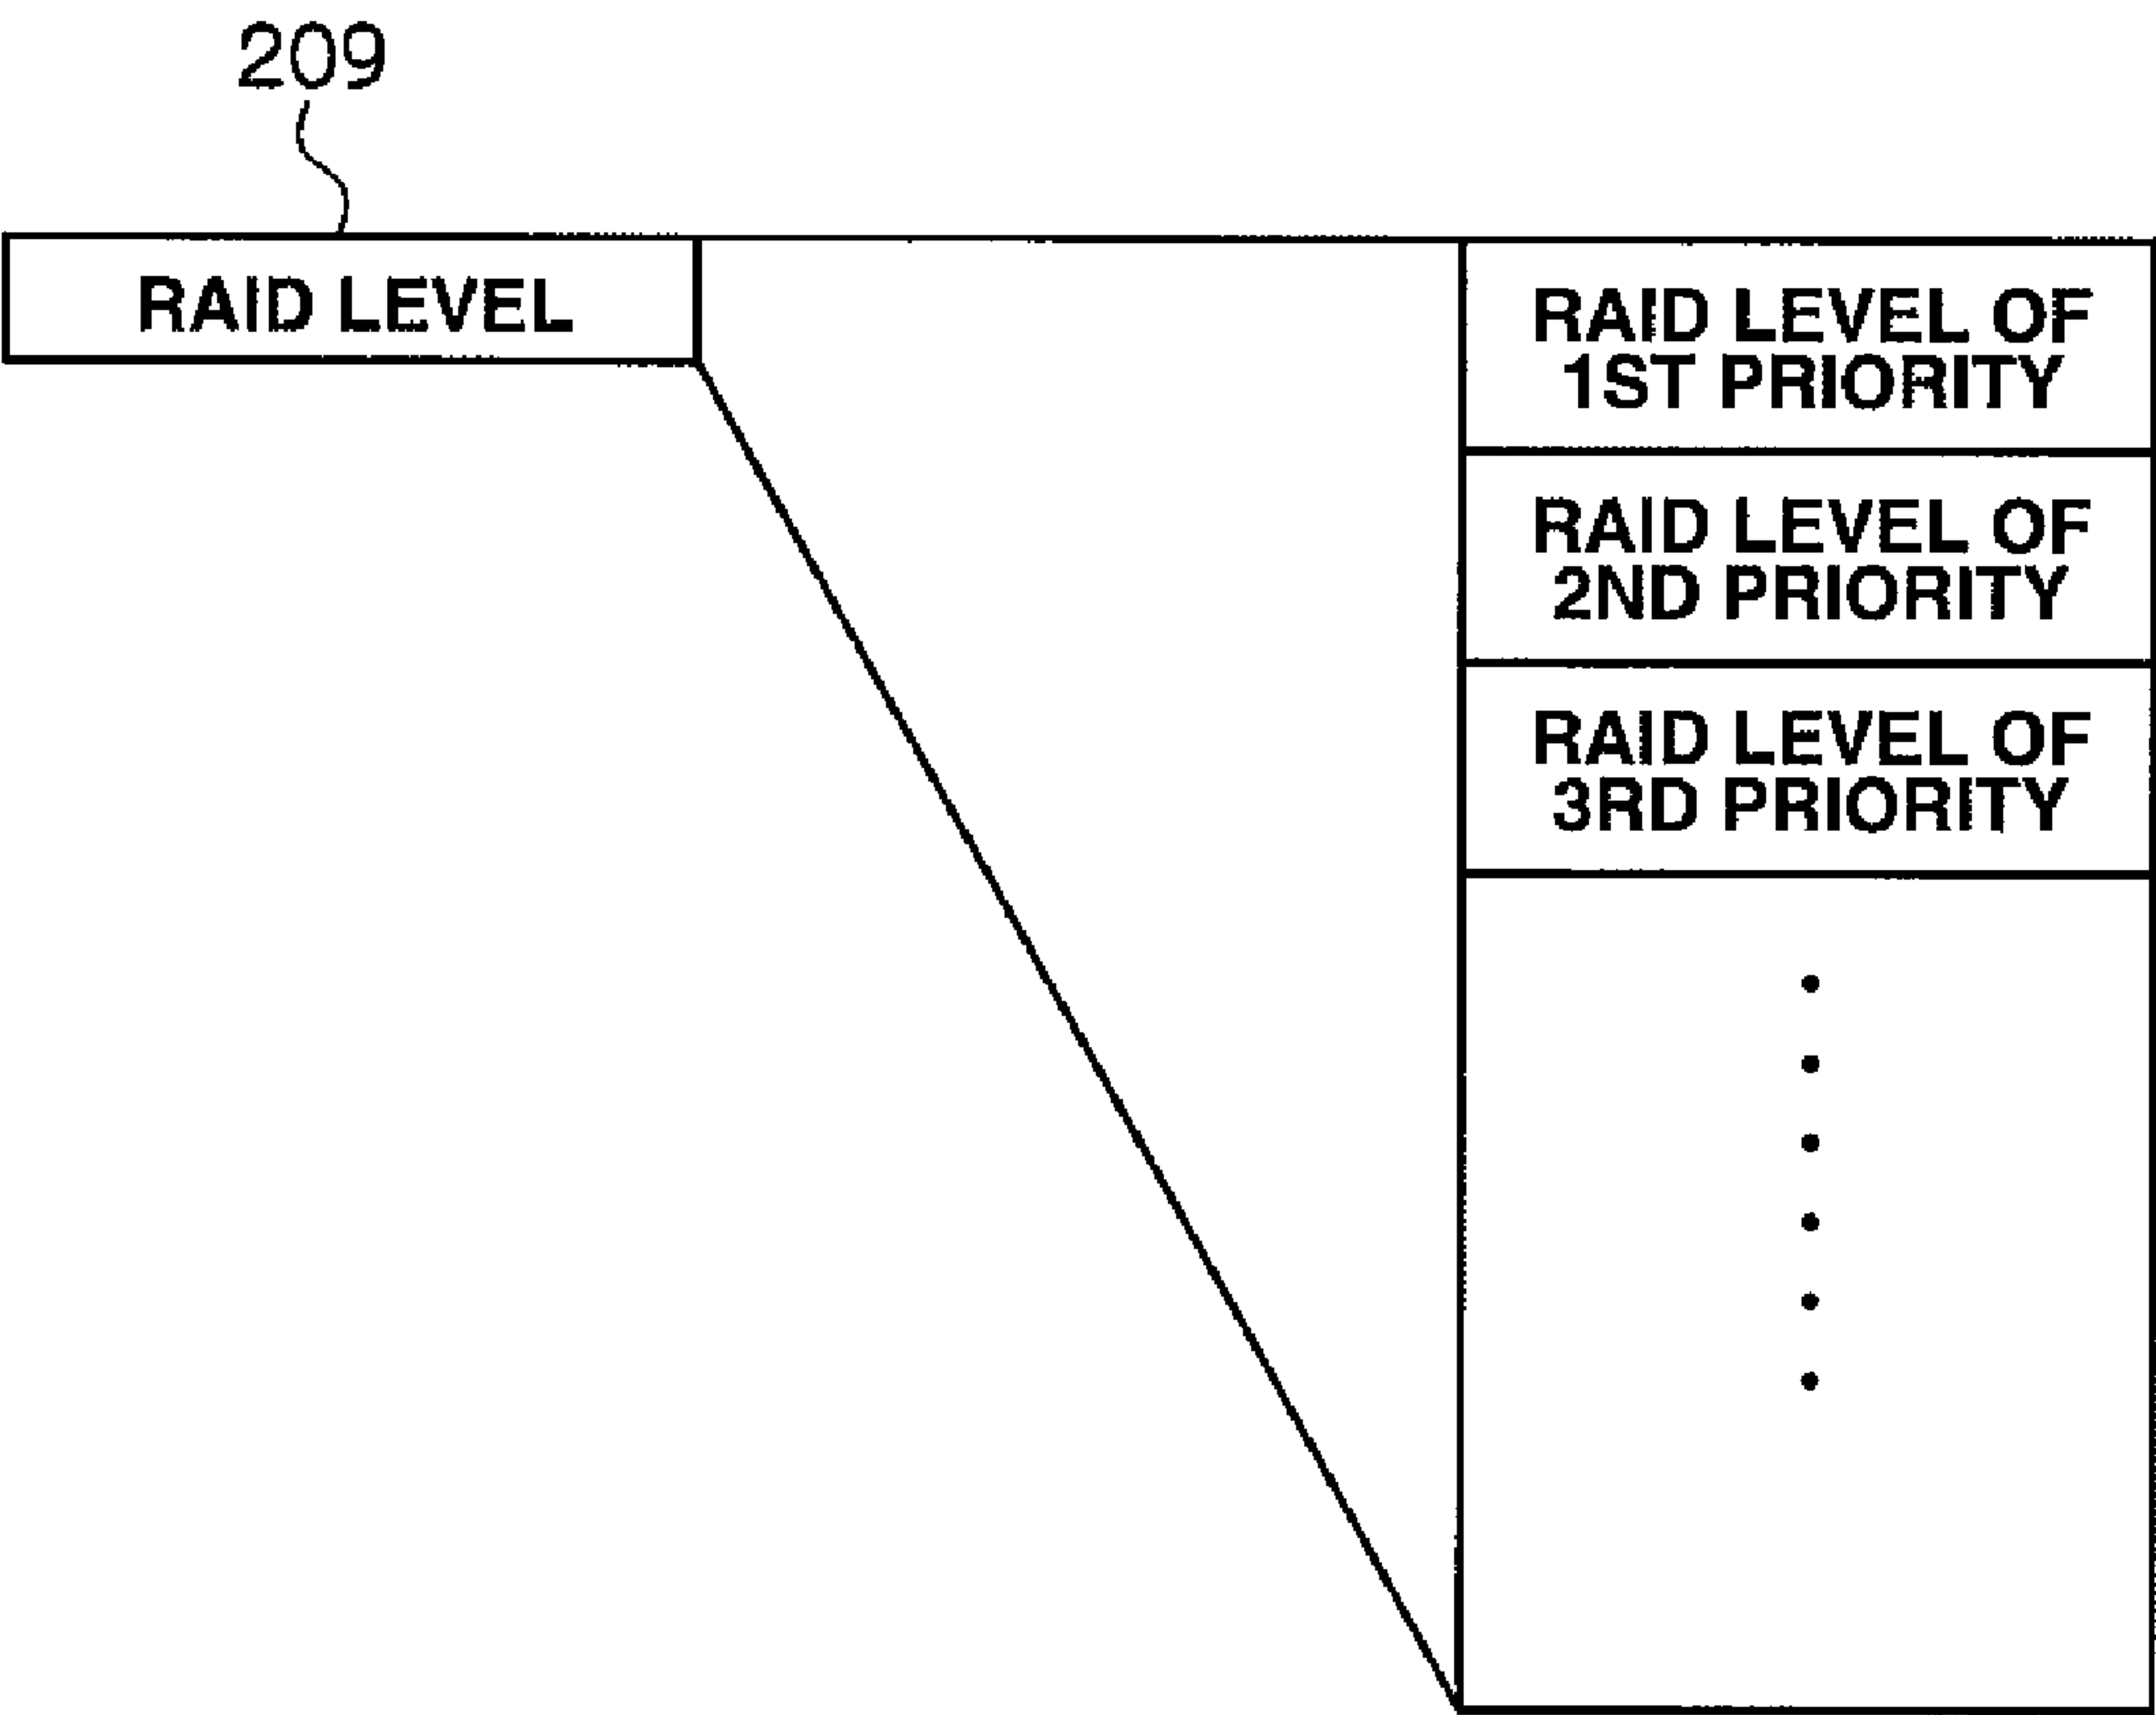 209
RAID LEVEL
RAID LEVEL OF
1ST PRIORITY
RAID LEVEL OF
2ND PRIORITY
RAID LEVEL OF
3RD PRIORITY